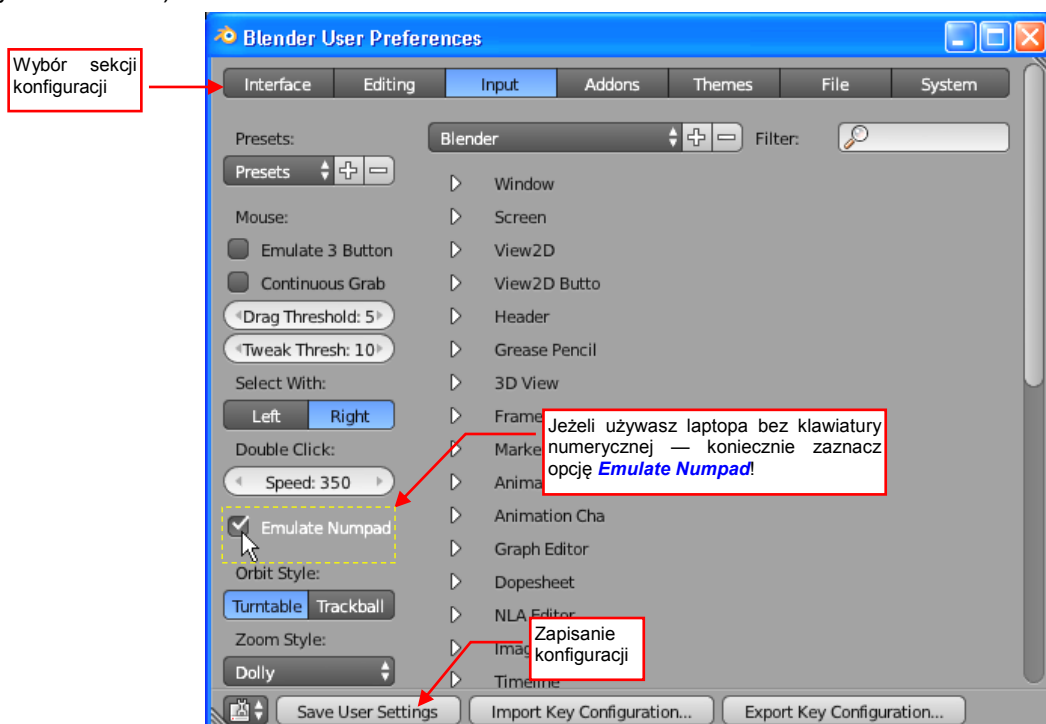 Blender User Preferences
Wybór sekcji
konfiguracji
Interface Editing Input Addons Themes File System
Presets: Blender Filter:
Presets
Window
Mouse: Screen
Emulate 3 Button View2D
Continuous Grab View2D Butto
Drag Threshold: 5 Header
Tweak Thresh: 10 Grease Pencil
Select With: 3D View
Left Right Frame
Jeżeli używasz laptopa bez klawiatury
numerycznej — koniecznie zaznacz
opcję Emulate Numpad!
Double Click: Marke
Speed: 350 Anima
Emulate Numpad Animation Cha
Graph Editor
Orbit Style: Dopesheet
Turntable Trackball NLA Editor
Zapisanie
konfiguracji
Zoom Style: Imag
Dolly Timeline
Save User Settings Import Key Configuration... Export Key Configuration...